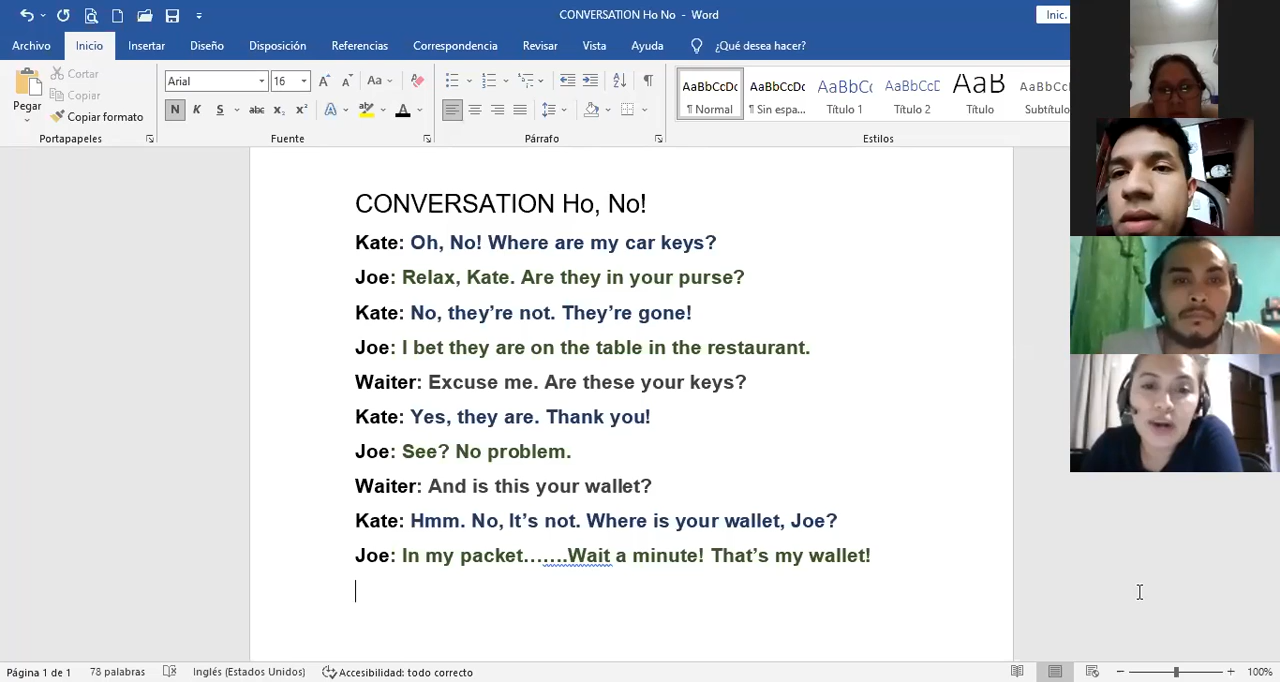 CONVERSATION Ho No - Word
Inic.
Archivo Inicio Insertar Diseño Disposición Referencias Correspondencia Revisar Vista Ayuda ¿Qué desea hacer?
Pegar
Cortar
Copiar
Copiar formato
Portapapeles
Arial 16 A A Aa
N K S abc x₂ x² A A
Fuente
Párrafo
AaBbCcDc AaBbCcDc AaBbC AaBbCcD AaB AaBbCc
¶ Normal ¶ Sin espa... Título 1 Título 2 Título Subtítulo
Estilos
CONVERSATION Ho, No!
Kate: Oh, No! Where are my car keys?
Joe: Relax, Kate. Are they in your purse?
Kate: No, they’re not. They’re gone!
Joe: I bet they are on the table in the restaurant.
Waiter: Excuse me. Are these your keys?
Kate: Yes, they are. Thank you!
Joe: See? No problem.
Waiter: And is this your wallet?
Kate: Hmm. No, It’s not. Where is your wallet, Joe?
Joe: In my packet…….Wait a minute! That’s my wallet!
Página 1 de 1 78 palabras Inglés (Estados Unidos) Accesibilidad: todo correcto 100%